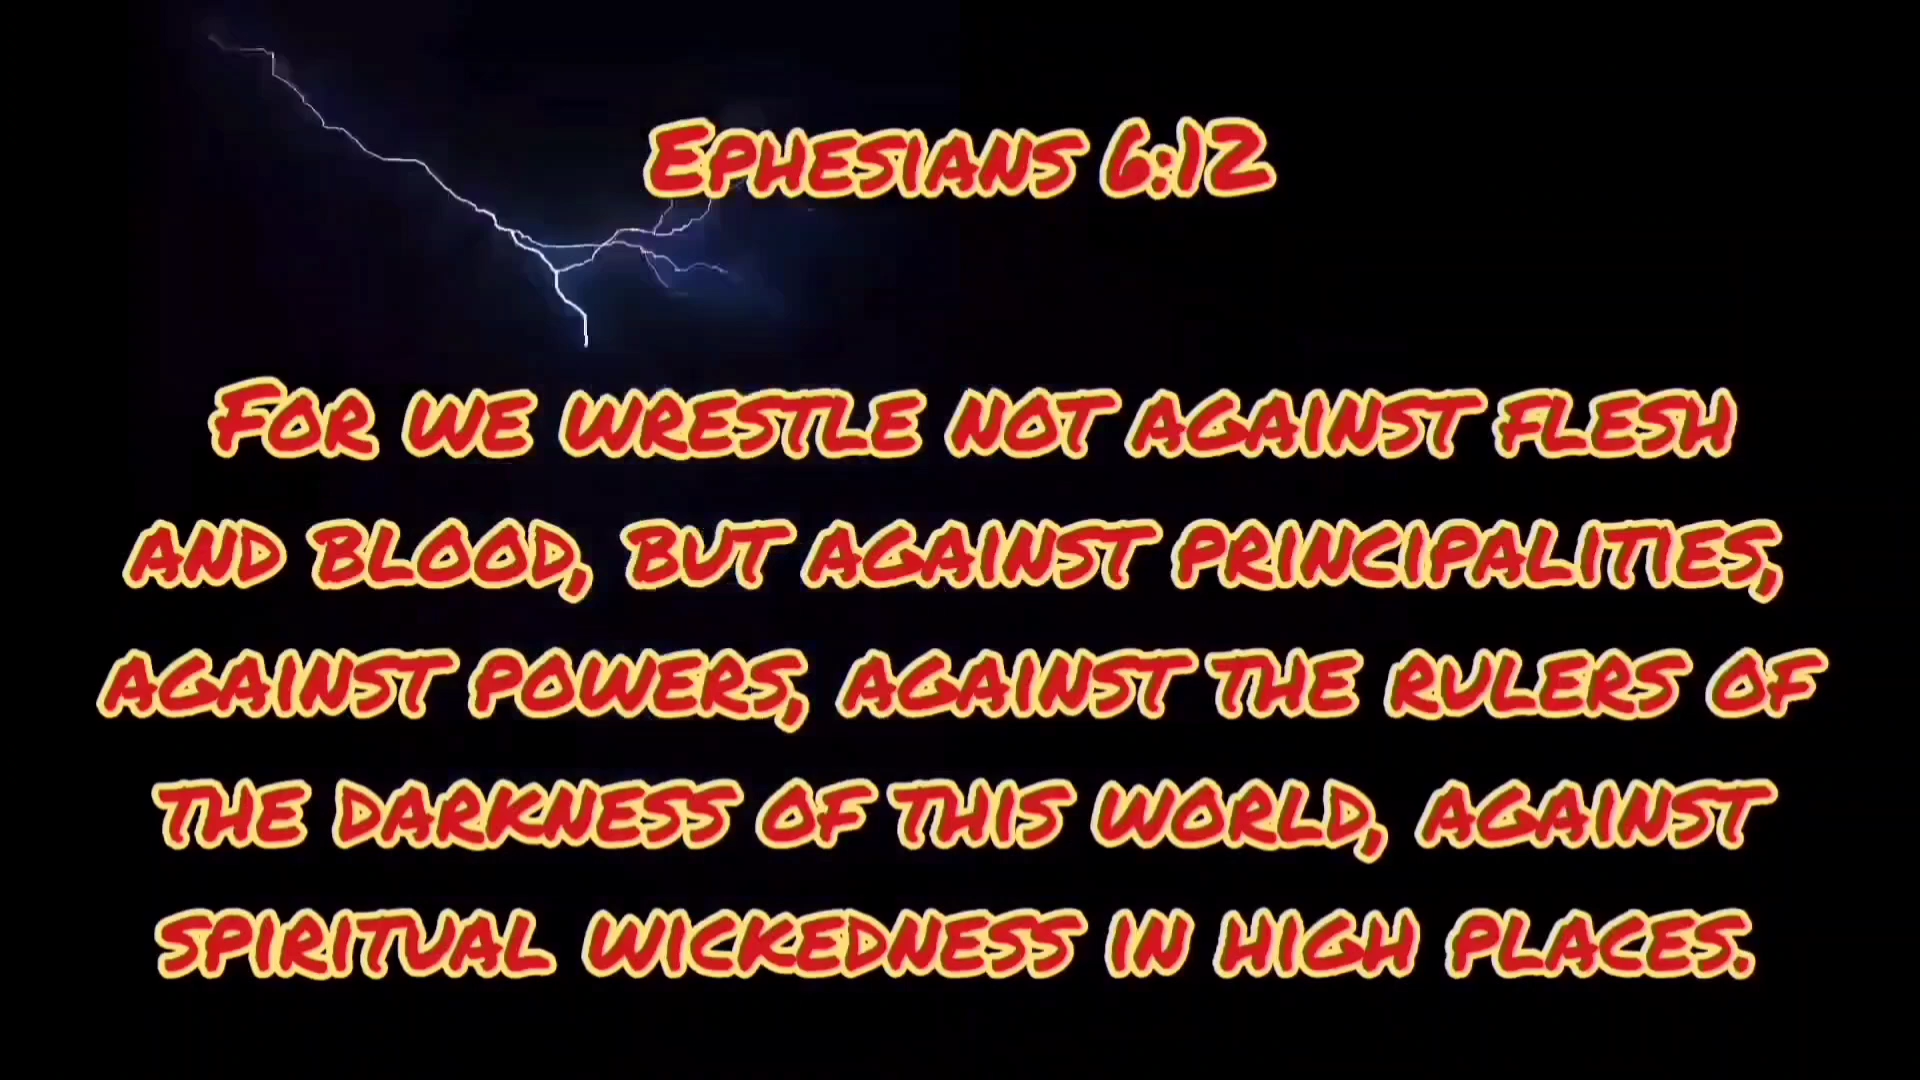 Ephesians 6:12
For we wrestle not against flesh
and blood, but against principalities,
against powers, against the rulers of
the darkness of this world, against
spiritual wickedness in high places.